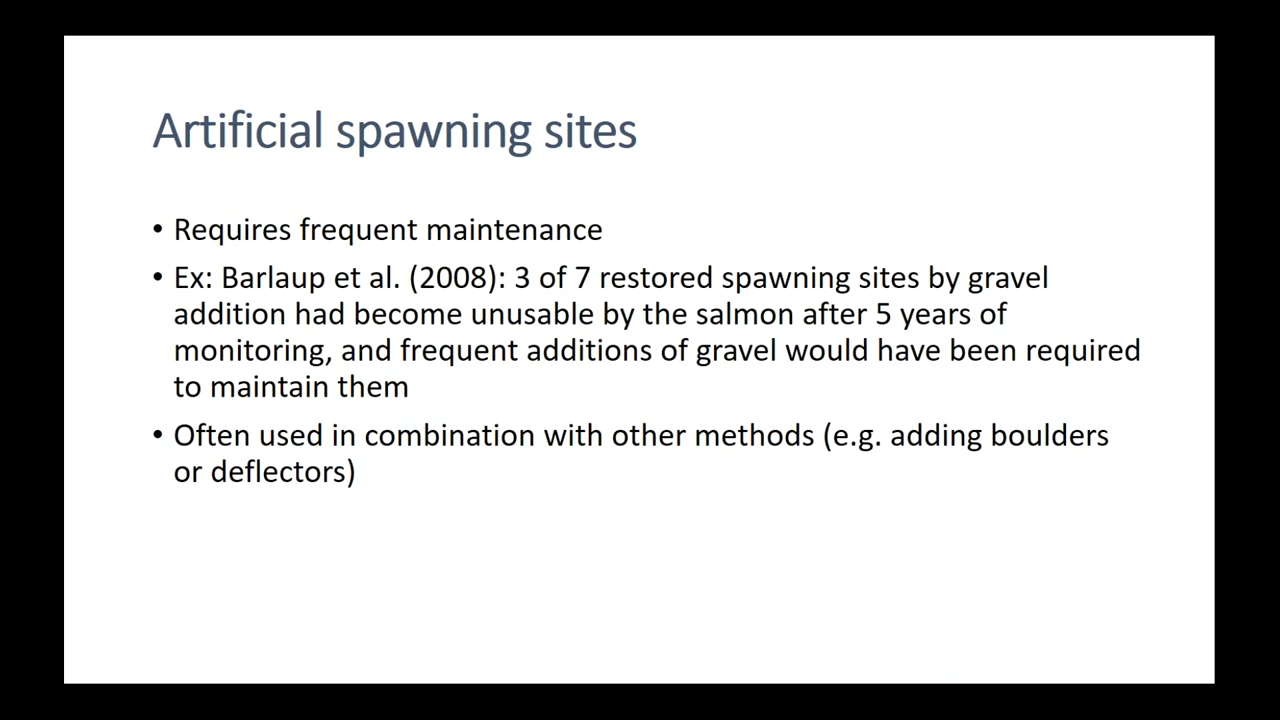 Artificial spawning sites
• Requires frequent maintenance
• Ex: Barlaup et al. (2008): 3 of 7 restored spawning sites by gravel
addition had become unusable by the salmon after 5 years of
monitoring, and frequent additions of gravel would have been required
to maintain them
• Often used in combination with other methods (e.g. adding boulders
or deflectors)